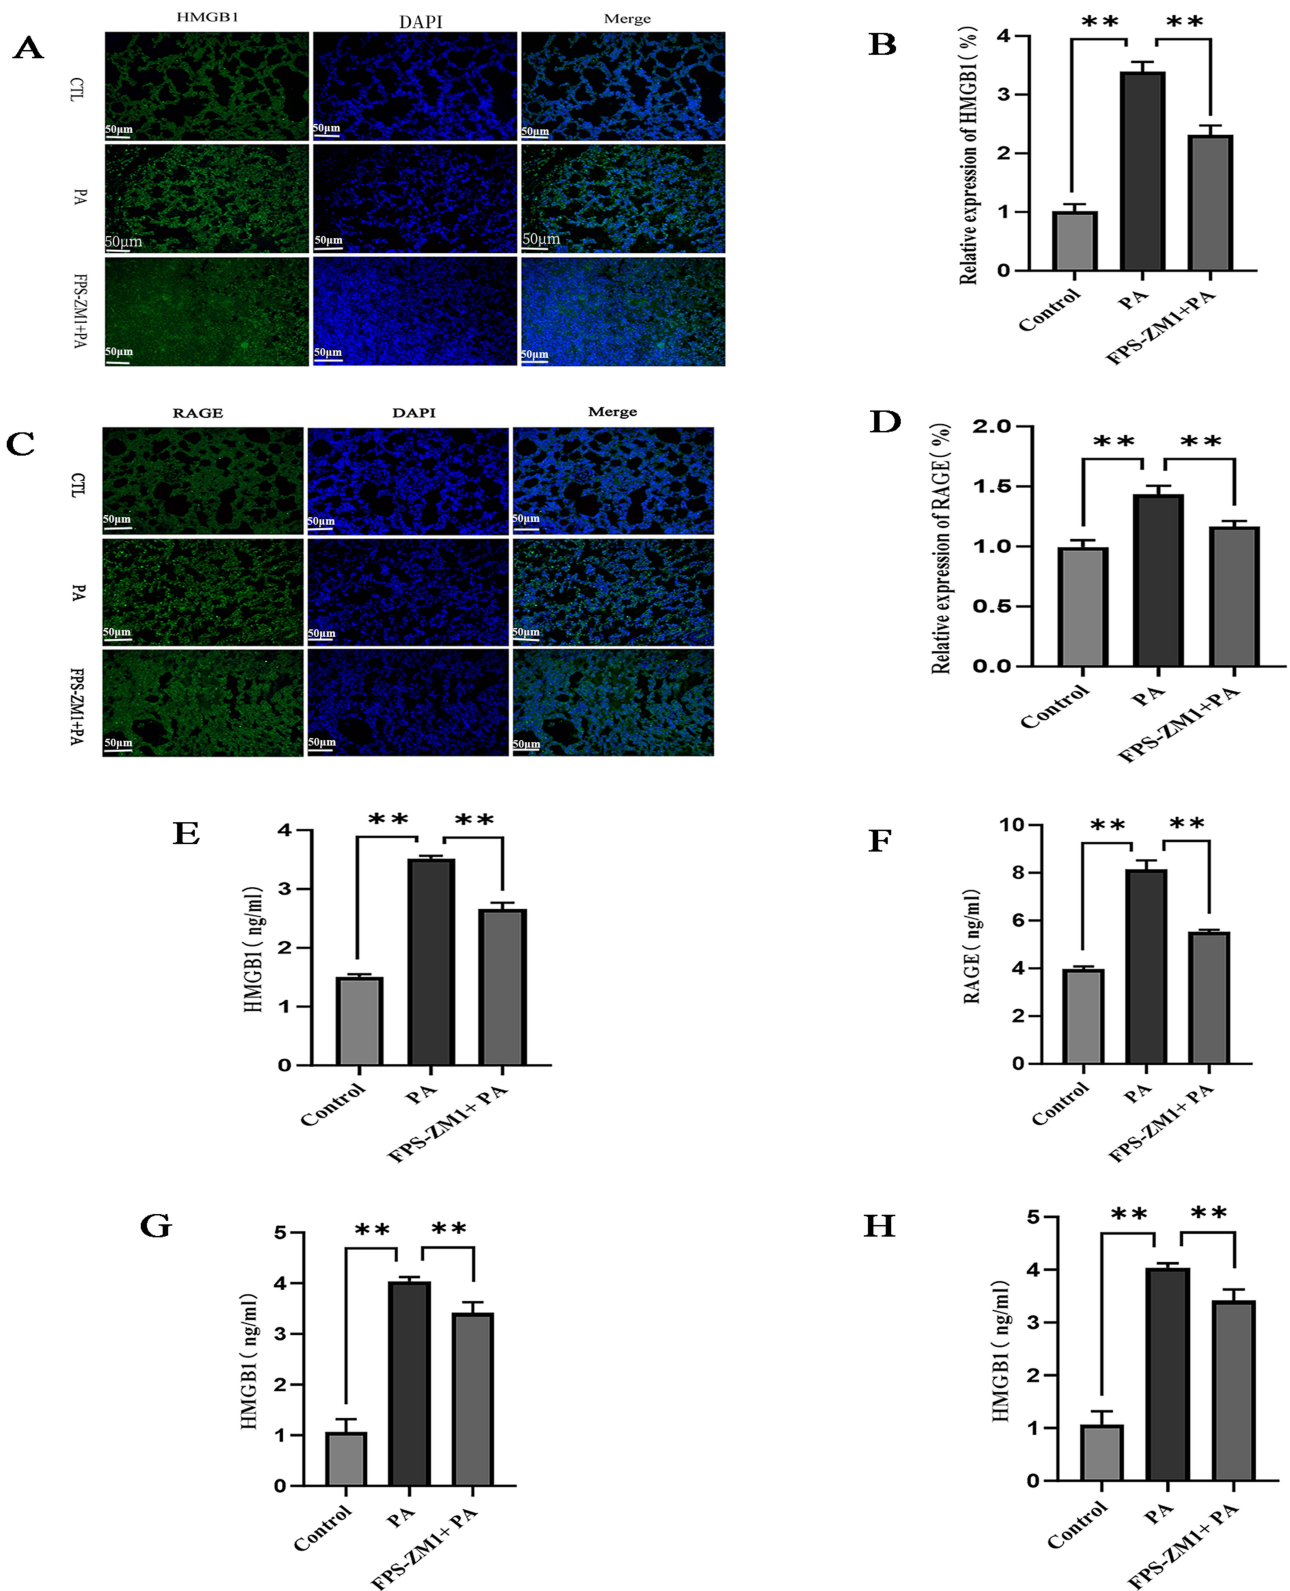 A
HMGB1 DAPI Merge
CTL
50μm 50μm 50μm
PA
50μm 50μm 50μm
FPS-ZM1+PA
50μm 50μm 50μm
B
** **
Relative expression of HMGB1( %)
4
3
2
1
0
Control PA FPS-ZM1+PA
C
RAGE DAPI Merge
CTL
50μm 50μm 50μm
PA
50μm 50μm 50μm
FPS-ZM1+PA
50μm 50μm 50μm
D
** **
Relative expression of RAGE( %)
2.0
1.5
1.0
0.5
0.0
Control PA FPS-ZM1+PA
E
** **
HMGB1( ng/ml)
4
3
2
1
0
Control PA FPS-ZM1+ PA
F
** **
RAGE( ng/ml)
10
8
6
4
2
0
Control PA FPS-ZM1+ PA
G
** **
HMGB1( ng/ml)
5
4
3
2
1
0
Control PA FPS-ZM1+ PA
H
** **
HMGB1( ng/ml)
5
4
3
2
1
0
Control PA FPS-ZM1+ PA